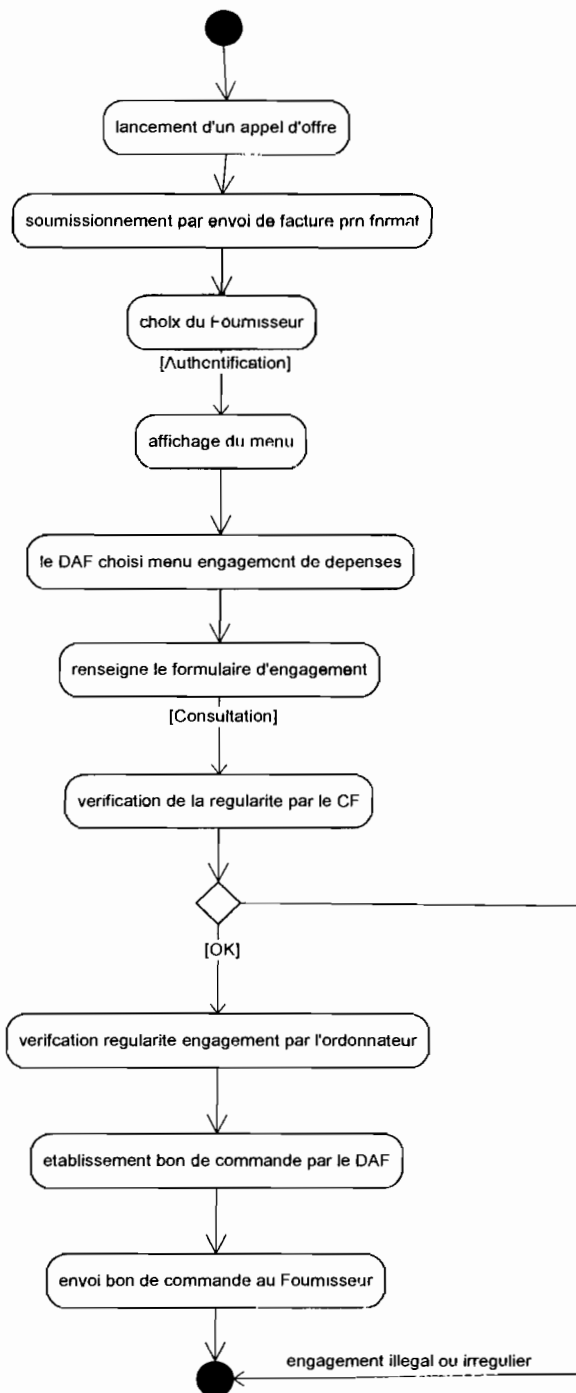 lancement d'un appel d'offre
soumissionnement par envoi de facture pro format
choix du Fournisseur
[Authentification]
affichage du menu
le DAF choisi menu engagement de depenses
renseigne le formulaire d'engagement
[Consultation]
verification de la regularite par le CF
[OK]
verifcation regularite engagement par l'ordonnateur
etablissement bon de commande par le DAF
envoi bon de commande au Fournisseur
engagement illegal ou irregulier